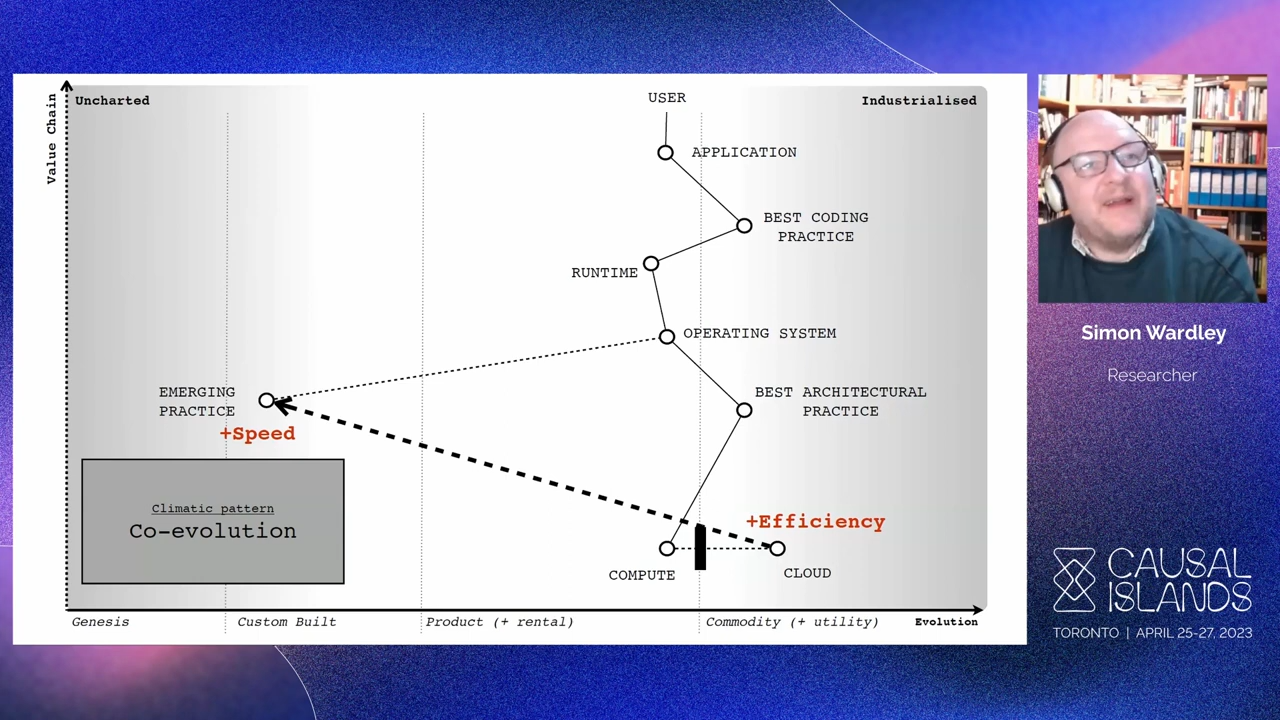 Value Chain
Uncharted
Industrialised
USER
APPLICATION
BEST CODING
PRACTICE
RUNTIME
OPERATING SYSTEM
EMERGING
PRACTICE
+Speed
BEST ARCHITECTURAL
PRACTICE
Climatic pattern
Co-evolution
+Efficiency
COMPUTE
CLOUD
Genesis
Custom Built
Product (+ rental)
Commodity (+ utility)
Evolution
Simon Wardley
Researcher
CAUSAL
ISLANDS
TORONTO | APRIL 25-27, 2023